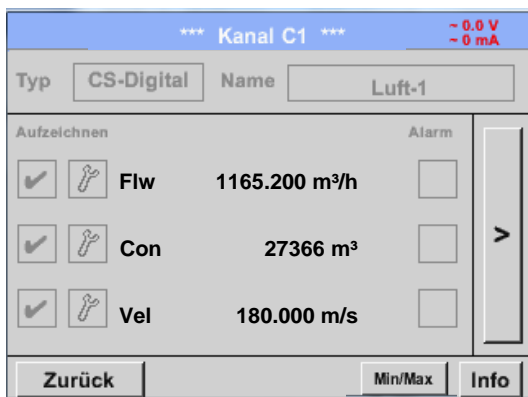 *** Kanal C1 ***
~ 0.0 V
~ 0 mA
Typ CS-Digital Name Luft-1
Aufzeichnen Alarm
Flw 1165.200 m³/h
Con 27366 m³
>
Vel 180.000 m/s
Zurück Min/Max Info